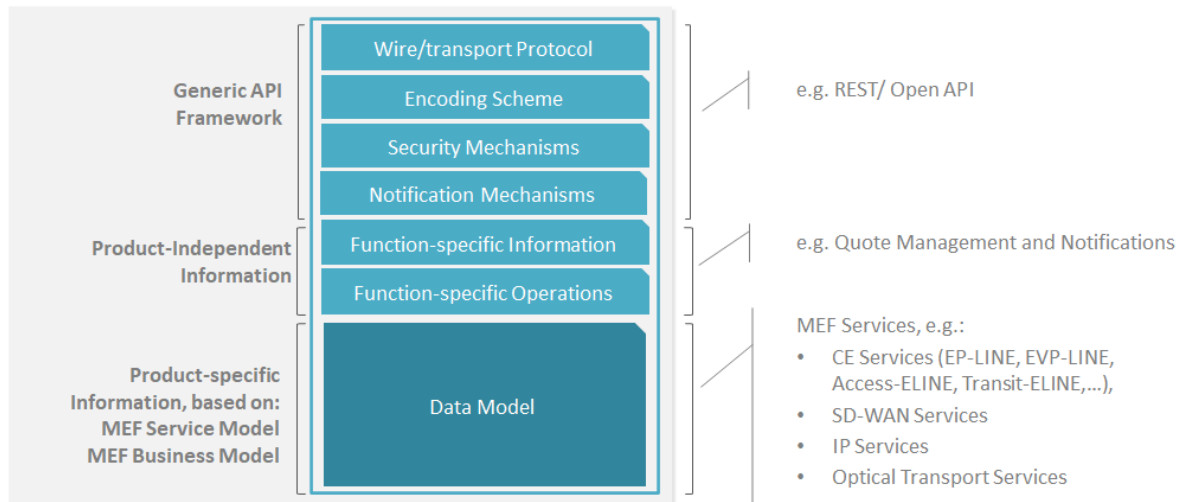 Wire/transport Protocol
Encoding Scheme
Security Mechanisms
Notification Mechanisms
Generic API
Framework
e.g. REST/ Open API
Function-specific Information
Function-specific Operations
Product-Independent
Information
e.g. Quote Management and Notifications
Data Model
Product-specific
Information, based on:
MEF Service Model
MEF Business Model
MEF Services, e.g.:
• CE Services (EP-LINE, EVP-LINE,
Access-ELINE, Transit-ELINE,...),
• SD-WAN Services
• IP Services
• Optical Transport Services